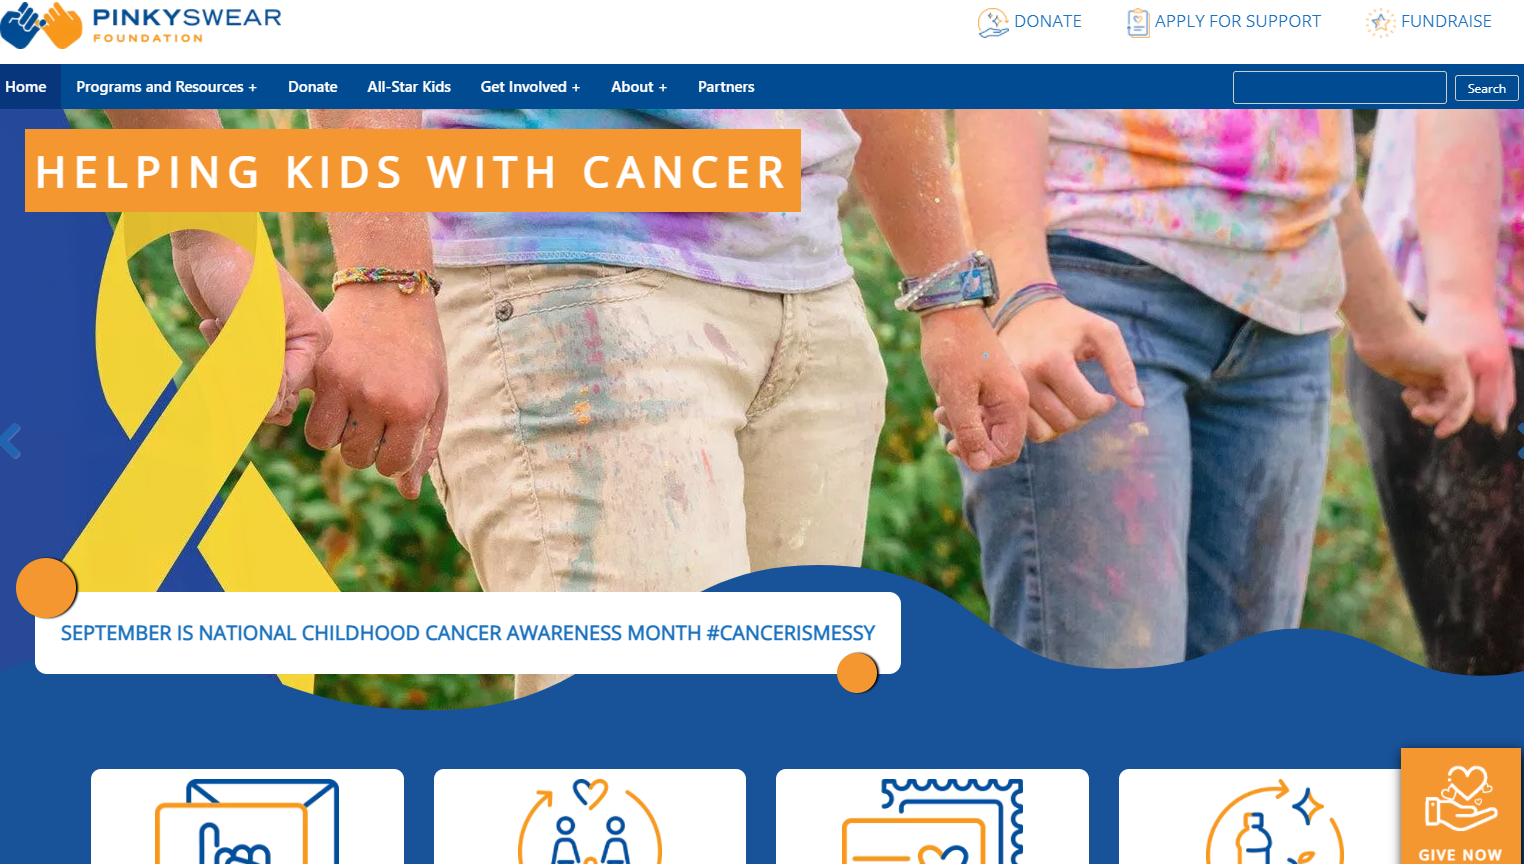 PINKYSWEAR
FOUNDATION
DONATE
APPLY FOR SUPPORT
FUNDRAISE
Home
Programs and Resources +
Donate
All-Star Kids
Get Involved +
About +
Partners
Search
HELPING KIDS WITH CANCER
SEPTEMBER IS NATIONAL CHILDHOOD CANCER AWARENESS MONTH #CANCERISMESSY
GIVE NOW